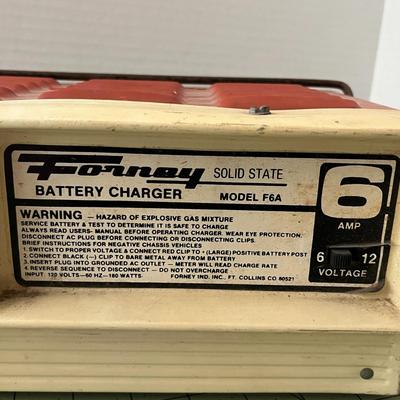 Forney SOLID STATE
BATTERY CHARGER MODEL F6A
WARNING — HAZARD OF EXPLOSIVE GAS MIXTURE
SERVICE BATTERY & TEST TO DETERMINE IT IS SAFE TO CHARGE
ALWAYS READ USERS- MANUAL BEFORE OPERATING CHARGER. WEAR EYE PROTECTION.
DISCONNECT AC PLUG BEFORE CONNECTING OR DISCONNECTING CLIPS.
BRIEF INSTRUCTIONS FOR NEGATIVE CHASSIS VEHICLES
1. SWITCH TO PROPER VOLTAGE & CONNECT RED CLIP TO + (LARGE) POSITIVE BATTERY POST
2. CONNECT BLACK (—) CLIP TO BARE METAL AWAY FROM BATTERY
3. INSERT PLUG INTO GROUNDED AC OUTLET — METER WILL READ CHARGE RATE
4. REVERSE SEQUENCE TO DISCONNECT — DO NOT OVERCHARGE
INPUT: 120 VOLTS—60 HZ—180 WATTS FORNEY IND. INC., FT. COLLINS CO 80521
6
AMP
6 12
VOLTAGE